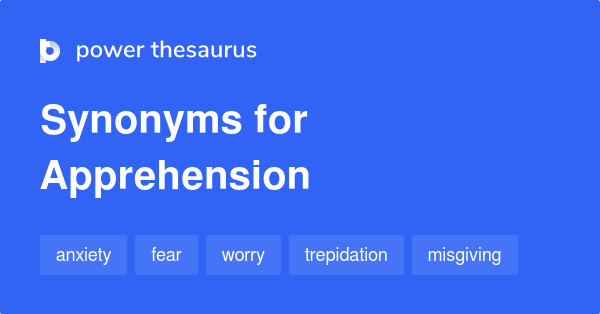 power thesaurus
Synonyms for
Apprehension
anxiety fear worry trepidation misgiving